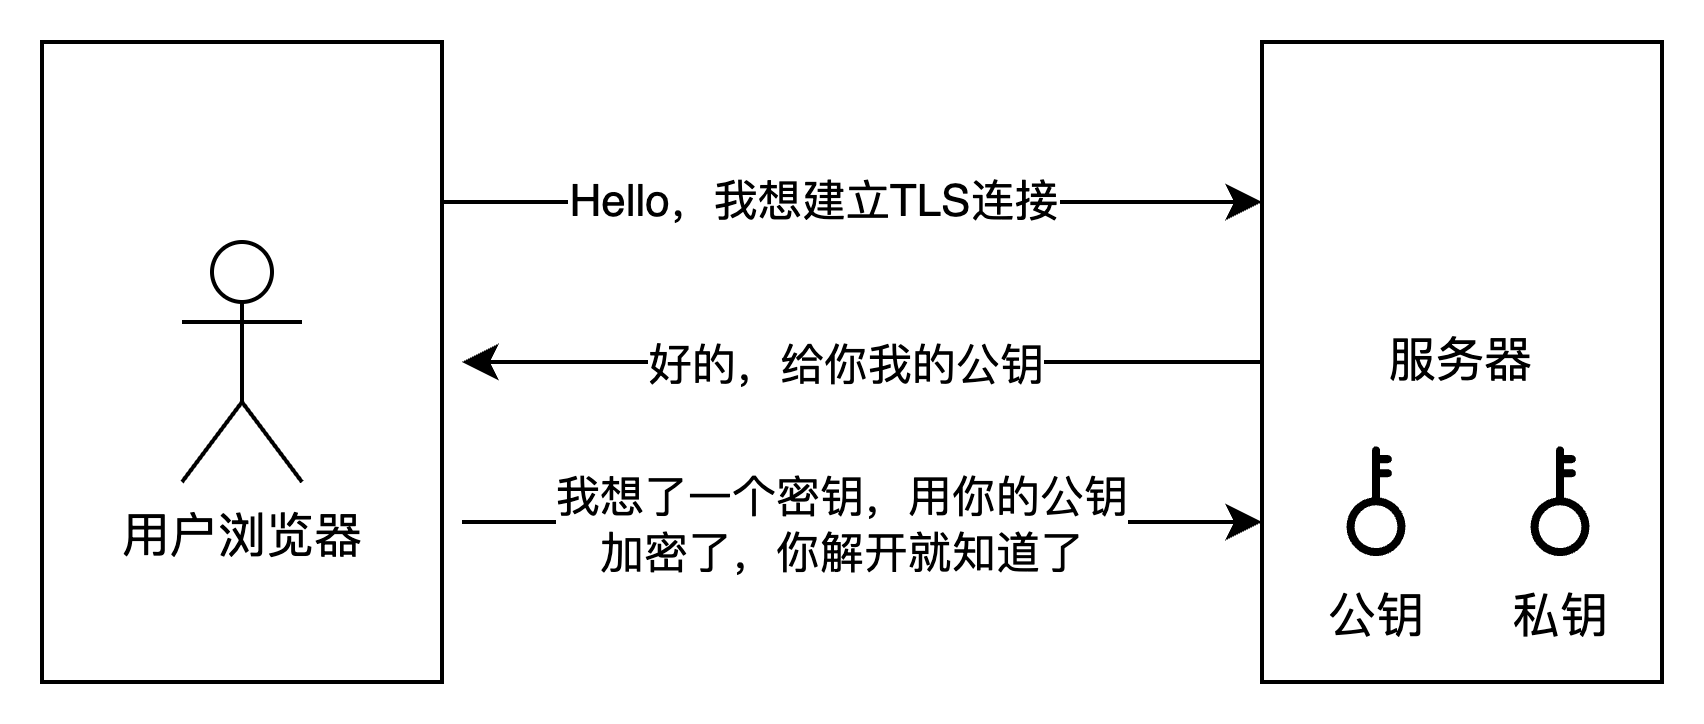 Hello，我想建立TLS连接
好的，给你我的公钥
我想了一个密钥，用你的公钥
加密了，你解开就知道了
用户浏览器
服务器
公钥
私钥